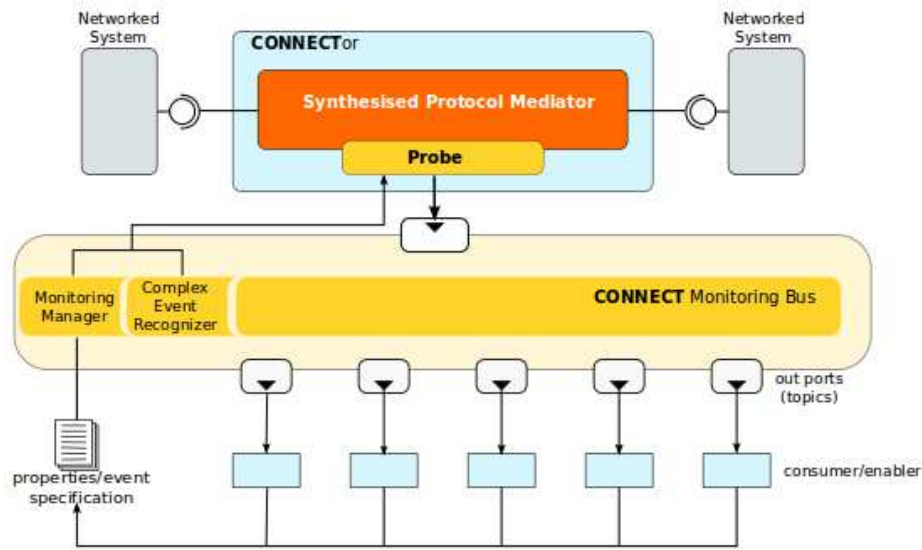 Networked
System
Networked
System
CONNECTor
Synthesised Protocol Mediator
Probe
Monitoring
Manager
Complex
Event
Recognizer
CONNECT Monitoring Bus
out ports
(topics)
properties/event
specification
consumer/enabler